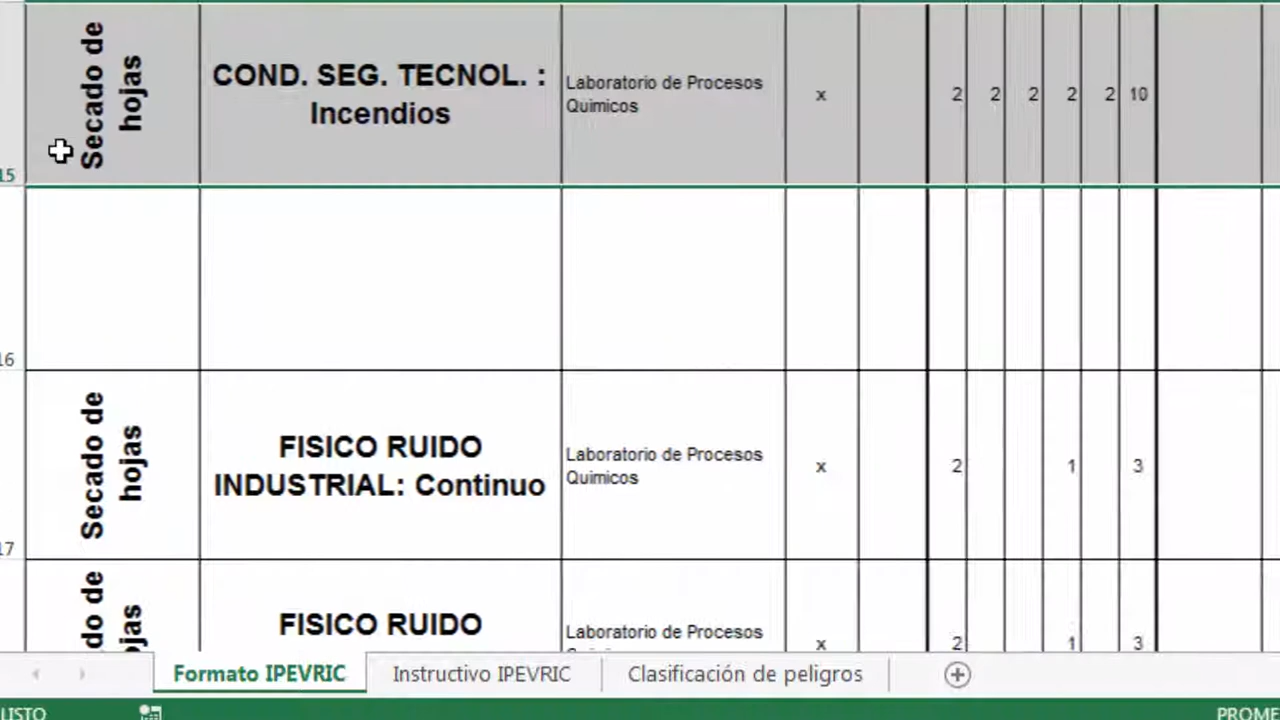 Secado de
hojas
COND. SEG. TECNOL. :
Incendios
Laboratorio de Procesos
Quimicos
x
2 2 2 2 2 10
15
16
Secado de
hojas
FISICO RUIDO
INDUSTRIAL: Continuo
Laboratorio de Procesos
Quimicos
x
2 1 3
17
do de
ojas
FISICO RUIDO
Laboratorio de Procesos
x
2 1 3
Formato IPEVRIC Instructivo IPEVRIC Clasificación de peligros
LISTO PROME